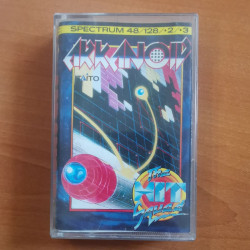 SPECTRUM 48/128/+2/+3
ARKANOID
TAITO
THE
HIT
SQUAD